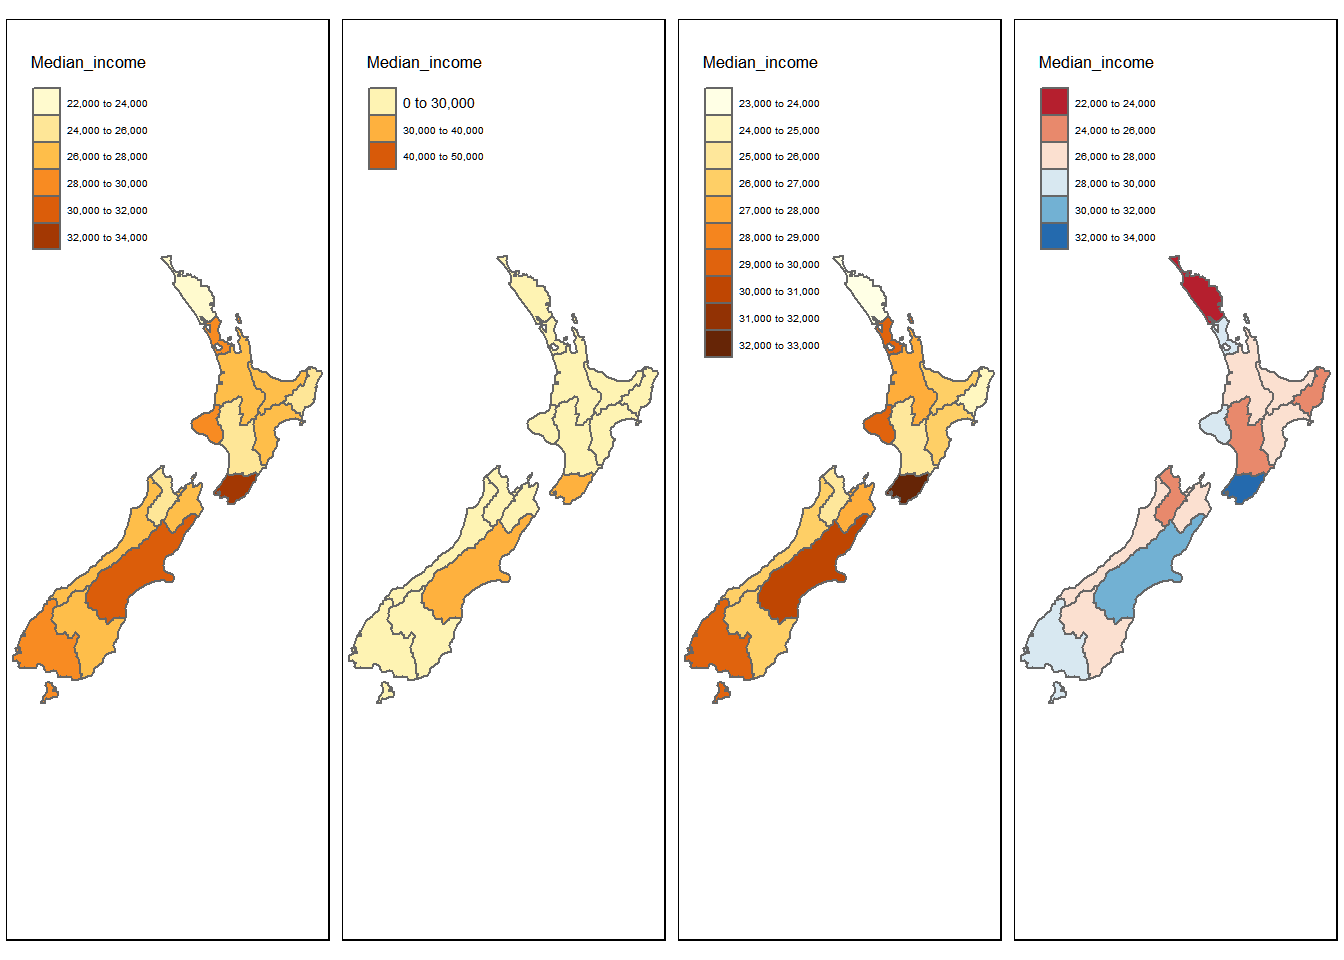 Median_income
22,000 to 24,000
24,000 to 26,000
26,000 to 28,000
28,000 to 30,000
30,000 to 32,000
32,000 to 34,000
Median_income
0 to 30,000
30,000 to 40,000
40,000 to 50,000
Median_income
23,000 to 24,000
24,000 to 25,000
25,000 to 26,000
26,000 to 27,000
27,000 to 28,000
28,000 to 29,000
29,000 to 30,000
30,000 to 31,000
31,000 to 32,000
32,000 to 33,000
Median_income
22,000 to 24,000
24,000 to 26,000
26,000 to 28,000
28,000 to 30,000
30,000 to 32,000
32,000 to 34,000